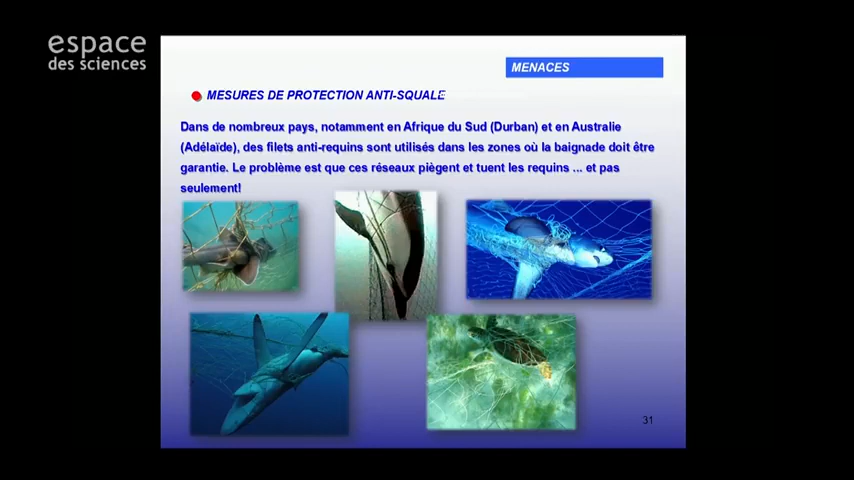 espace
des sciences
MENACES
MESURES DE PROTECTION ANTI-SQUALE
Dans de nombreux pays, notamment en Afrique du Sud (Durban) et en Australie
(Adélaïde), des filets anti-requins sont utilisés dans les zones où la baignade doit être
garantie. Le problème est que ces réseaux piègent et tuent les requins ... et pas
seulement!
31